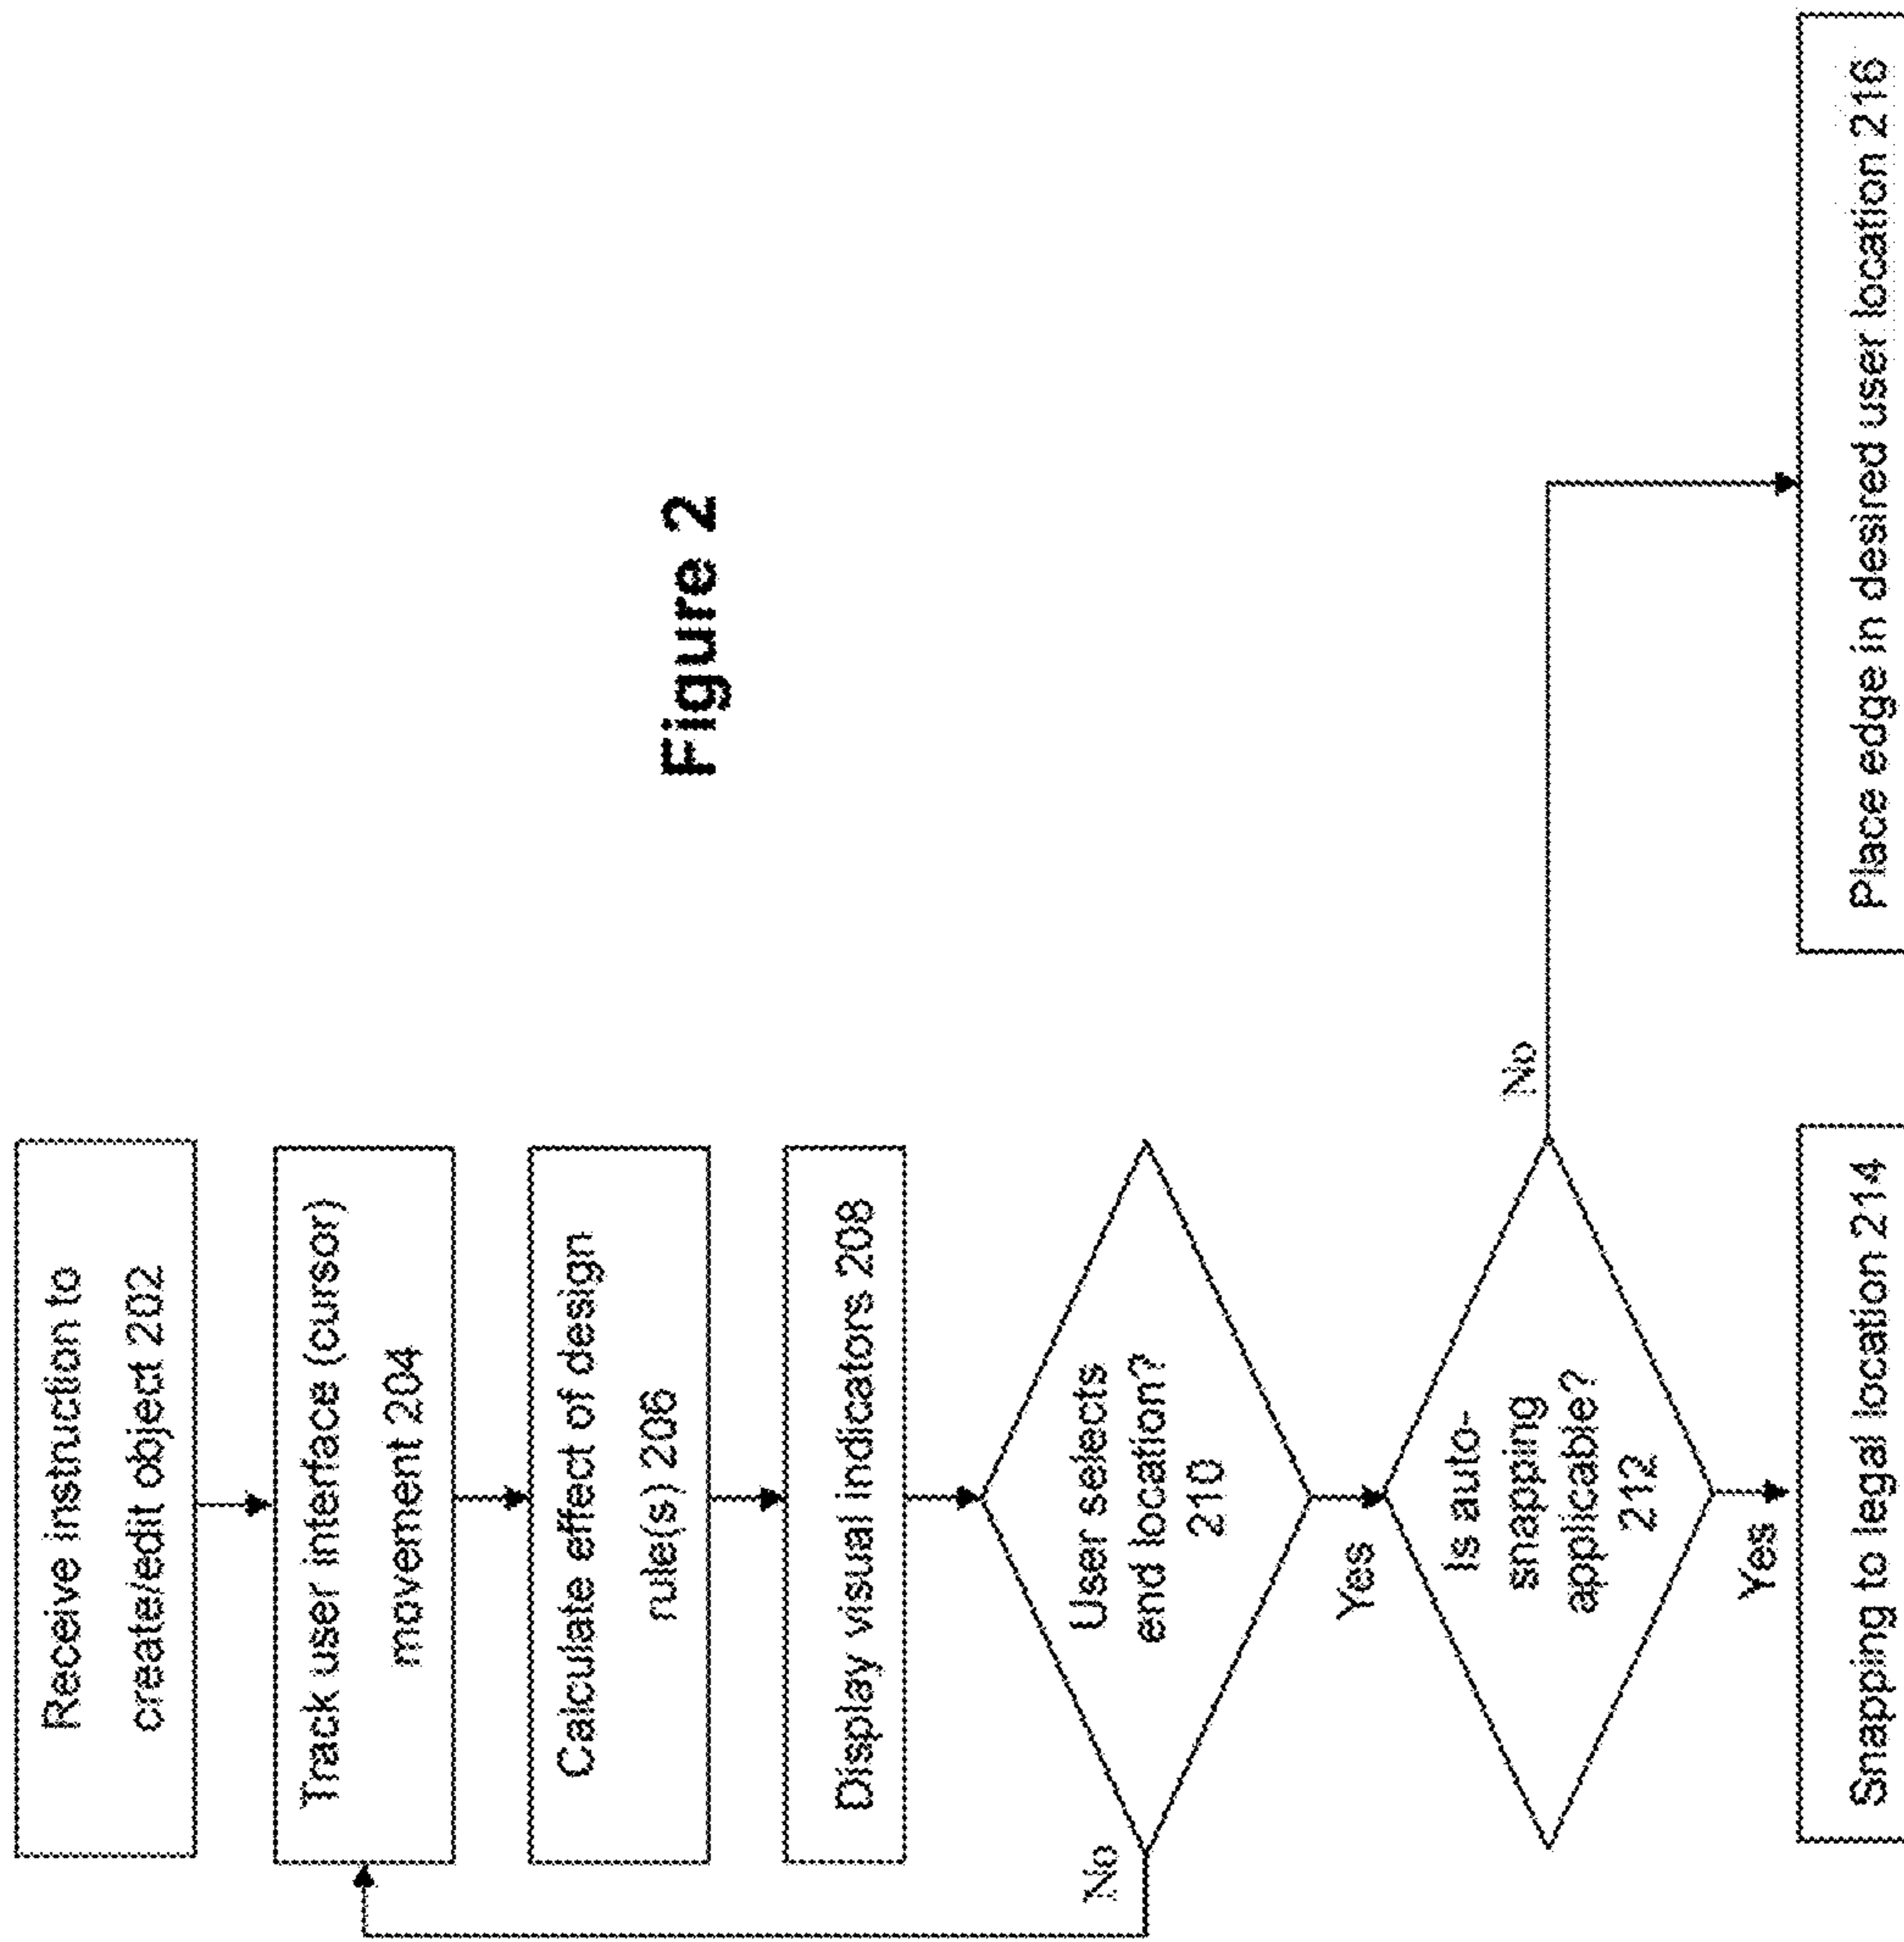 Receive instruction to
create/edit object 202
Track user interface (cursor)
movement 204
Calculate effect of design
rule(s) 206
Display visual indicators 208
User selects
end location?
210
No
Yes
Is auto-
snapping
applicable?
212
No
Yes
Snapping to legal location 214
Place edge in desired user location 216
Figure 2